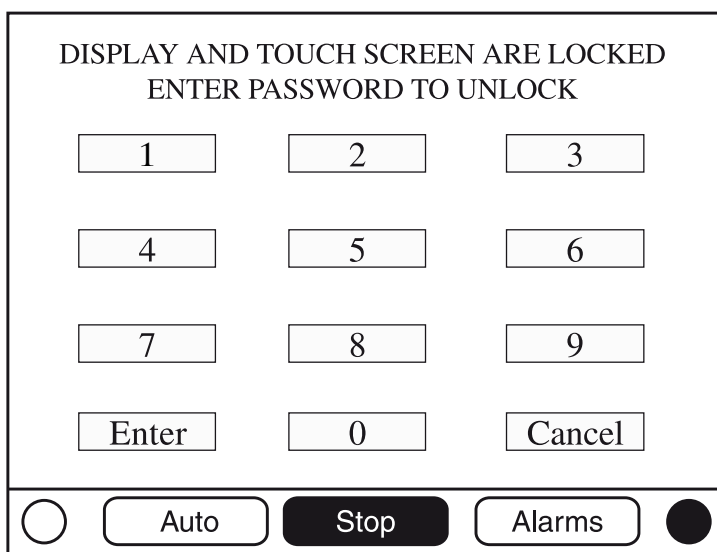 DISPLAY AND TOUCH SCREEN ARE LOCKED
ENTER PASSWORD TO UNLOCK
1 2 3
4 5 6
7 8 9
Enter 0 Cancel
Auto Stop Alarms